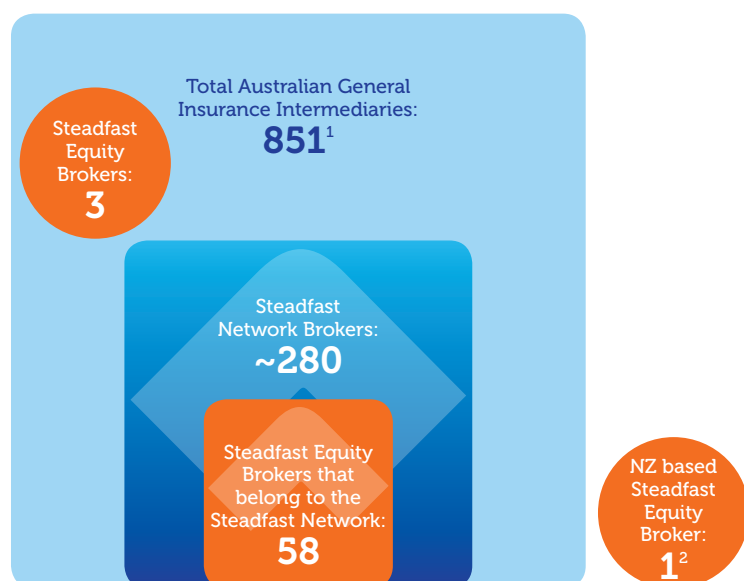 Total Australian General
Insurance Intermediaries:
851¹
Steadfast
Equity
Brokers:
3
Steadfast
Network Brokers:
~280
Steadfast Equity
Brokers that
belong to the
Steadfast Network:
58
NZ based
Steadfast
Equity
Broker:
1²